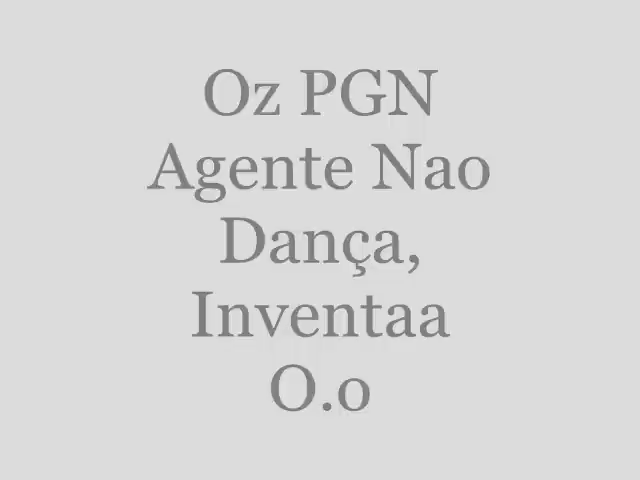 Oz PGN
Agente Nao
Dança,
Inventaa
O.o